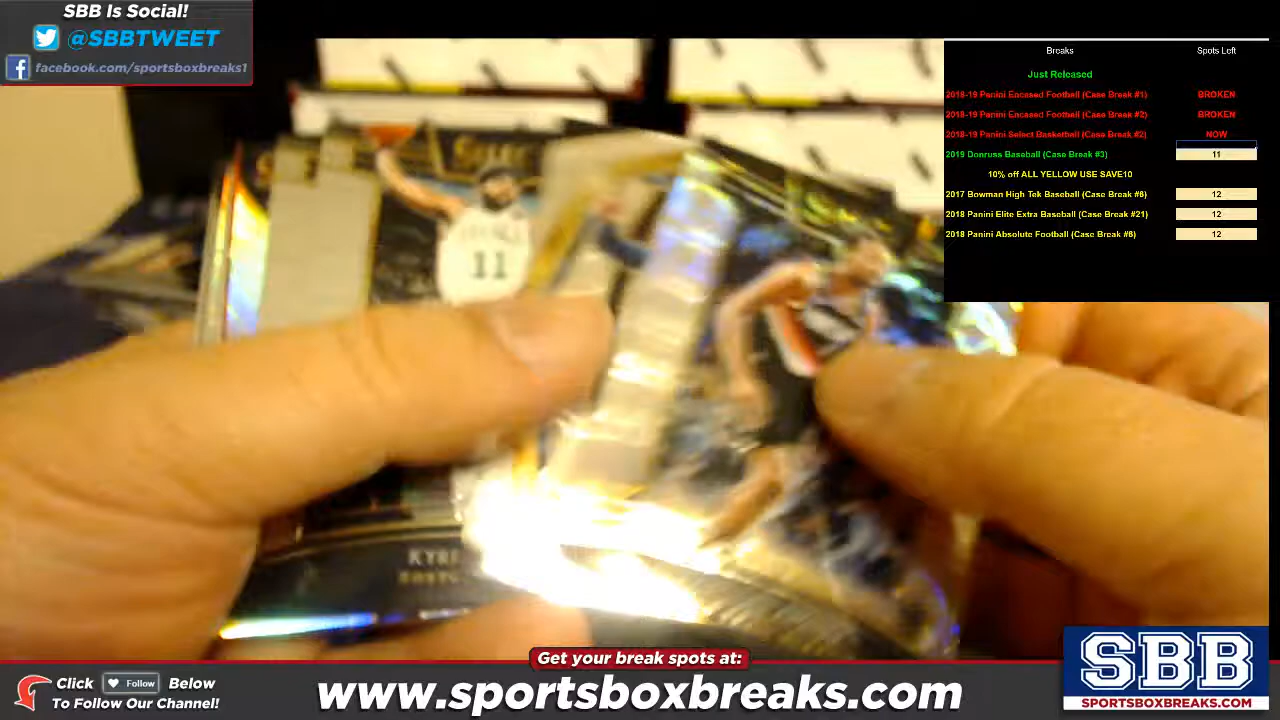 SBB Is Social!
@SBBTWEET
facebook.com/sportsboxbreaks1
Breaks Spots Left
Just Released
2018-19 Panini Encased Football (Case Break #1) BROKEN
2018-19 Panini Encased Football (Case Break #2) BROKEN
2018-19 Panini Select Basketball (Case Break #2) NOW
2019 Donruss Baseball (Case Break #3) 11
10% off ALL YELLOW USE SAVE10
2017 Bowman High Tek Baseball (Case Break #6) 12
2018 Panini Elite Extra Baseball (Case Break #21) 12
2018 Panini Absolute Football (Case Break #6) 12
11
KYRI
Get your break spots at:
Click Follow Below
To Follow Our Channel!
www.sportsboxbreaks.com
SBB
SPORTSBOXBREAKS.COM